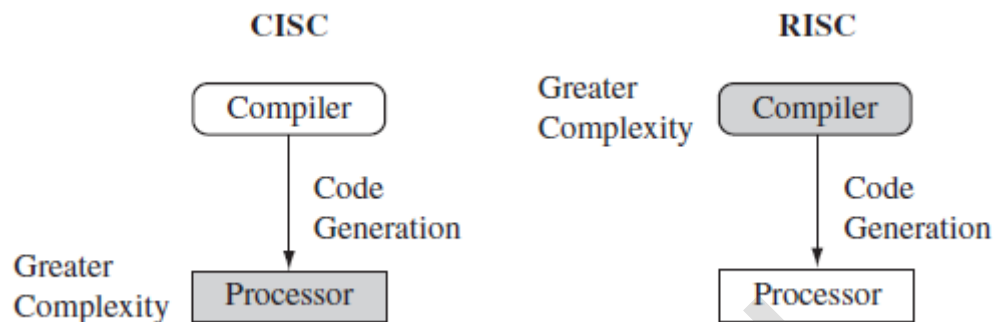 CISC
Compiler
Code
Generation
Greater
Complexity
Processor
RISC
Greater
Complexity
Compiler
Code
Generation
Processor